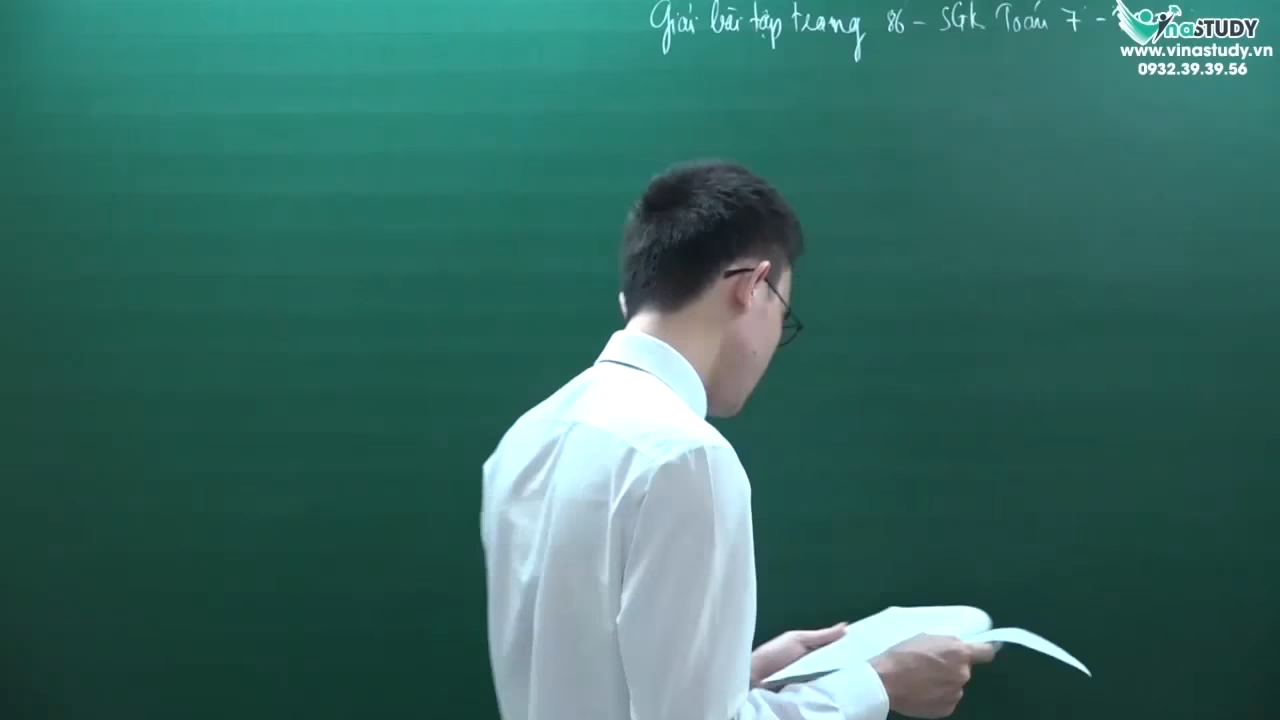 Giải bài tập trang 86 - SGK Toán 7 -
VinaSTUDY
www.vinastudy.vn
0932.39.39.56